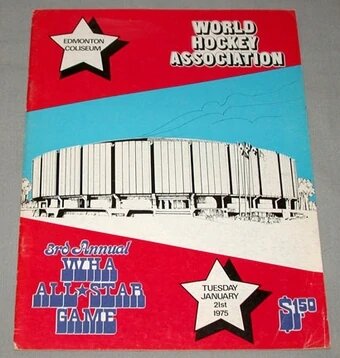 EDMONTON
COLISEUM
WORLD
HOCKEY
ASSOCIATION
3rd Annual
WHA
ALL★STAR
GAME
TUESDAY
JANUARY
21st
1975
$1.50